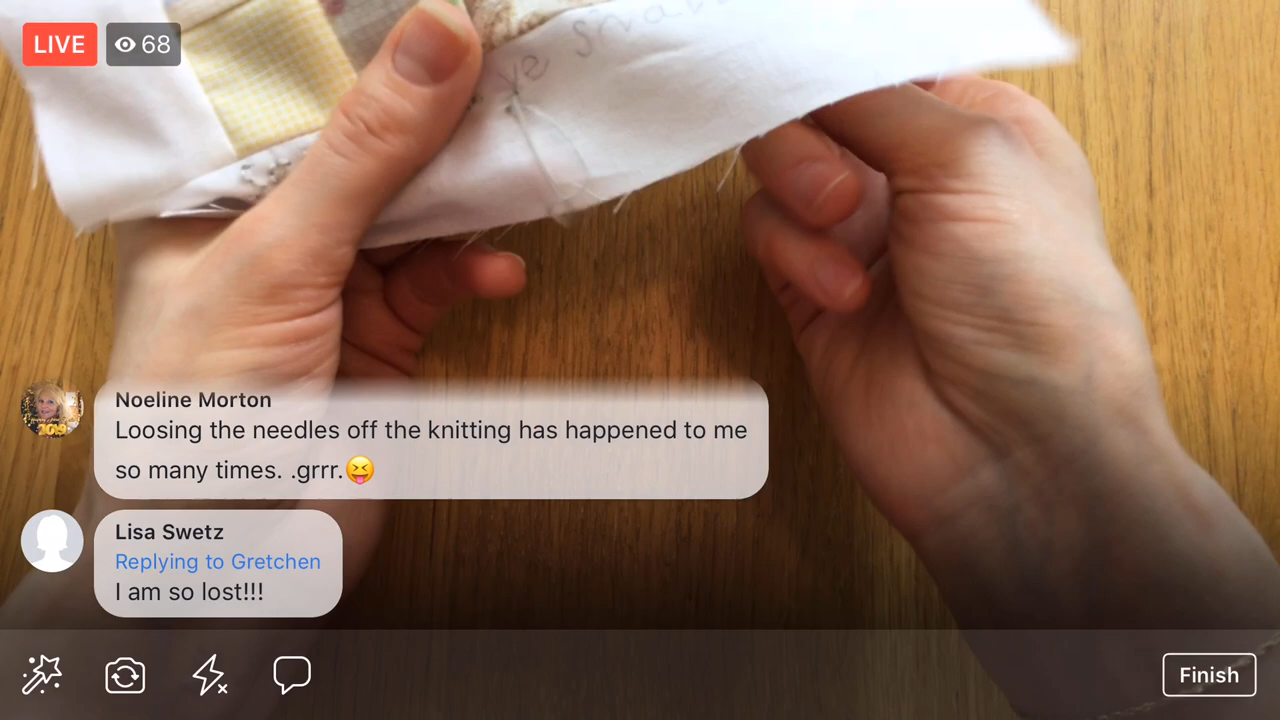 LIVE 68
Noeline Morton
Loosing the needles off the knitting has happened to me
so many times. .grrr.😝
Lisa Swetz
Replying to Gretchen
I am so lost!!!
Finish